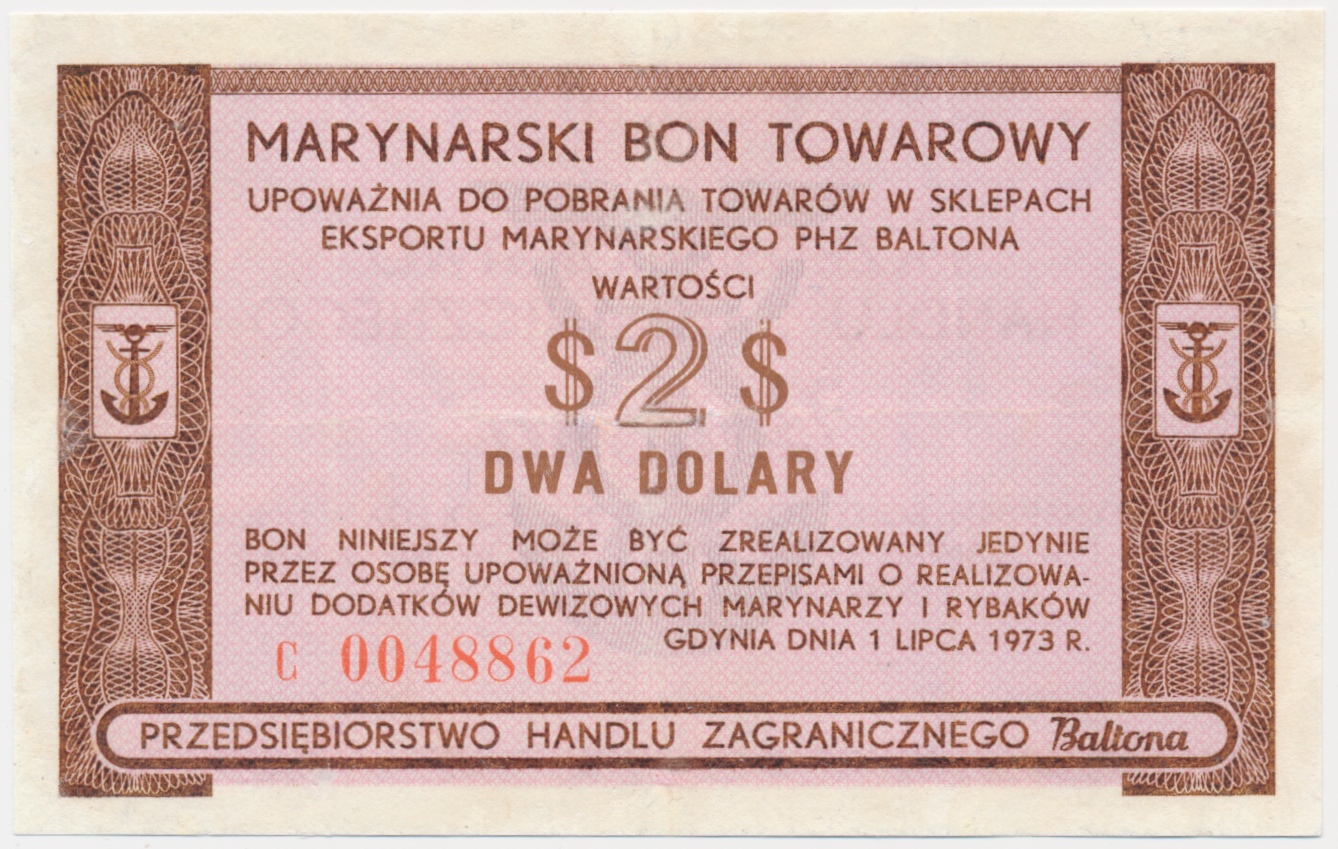 MARYNARSKI BON TOWAROWY
UPOWAŻNIA DO POBRANIA TOWARÓW W SKLEPACH
EKSPORTU MARYNARSKIEGO PHZ BALTONA
WARTOŚCI
$ 2 $
DWA DOLARY
BON NINIEJSZY MOŻE BYĆ ZREALIZOWANY JEDYNIE
PRZEZ OSOBĘ UPOWAŻNIONĄ PRZEPISAMI O REALIZOWA-
NIU DODATKÓW DEWIZOWYCH MARYNARZY I RYBAKÓW
GDYNIA DNIA 1 LIPCA 1973 R.
C 0048862
PRZEDSIĘBIORSTWO HANDLU ZAGRANICZNEGO Baltona